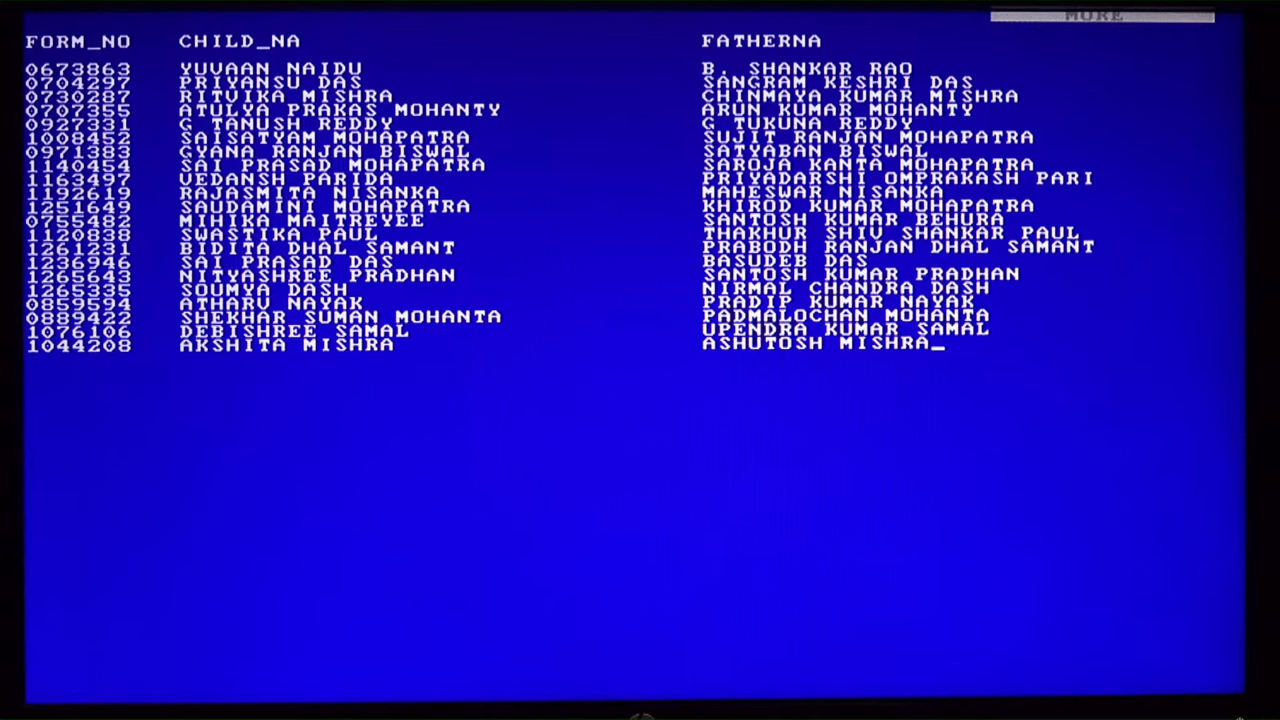 MORE
FORM_NO CHILD_NA FATHERNA
0673863 YUVAAN NAIDU B. SHANKAR RAO
0704297 PRIYANSU DAS SANGRAM KESHRI DAS
0730287 RITVIKA MISHRA CHINMAYA KUMAR MISHRA
0707355 ATULYA PRAKAS MOHANTY ARUN KUMAR MOHANTY
0927331 G TANUSH REDDY G TUKUNA REDDY
1008452 SAISATYAM MOHAPATRA SUJIT RANJAN MOHAPATRA
0971383 GYANA RANJAN BISWAL SATYABAN BISWAL
1140454 SAI PRASAD MOHAPATRA SAROJA KANTA MOHAPATRA
1163497 VEDANSH PARIDA PRIYADARSHI OMPRAKASH PARI
1192619 RAJASMITA NISANKA MAHESWAR NISANKA
1251649 SAUDAMINI MOHAPATRA KHIROD KUMAR MOHAPATRA
0755482 MIHIKA MAITREYEE SANTOSH KUMAR BEHURA
1120888 SWASTIKA PAUL THAKHUR SHIV SHANKAR PAUL
1261231 BIDITA DHAL SAMANT PRABODH RANJAN DHAL SAMANT
1236946 SAI PRASAD DAS BASUDEB DAS
1265643 NITYASHREE PRADHAN SANTOSH KUMAR PRADHAN
1265335 SOUMYA DASH NIRMAL CHANDRA DASH
0859594 ATHARV NAYAK PRADIP KUMAR NAYAK
0889422 SHEKHAR SUMAN MOHANTA PADMALOCHAN MOHANTA
1076106 DEBISHREE SAMAL UPENDRA KUMAR SAMAL
1044208 AKSHITA MISHRA ASHUTOSH MISHRA_